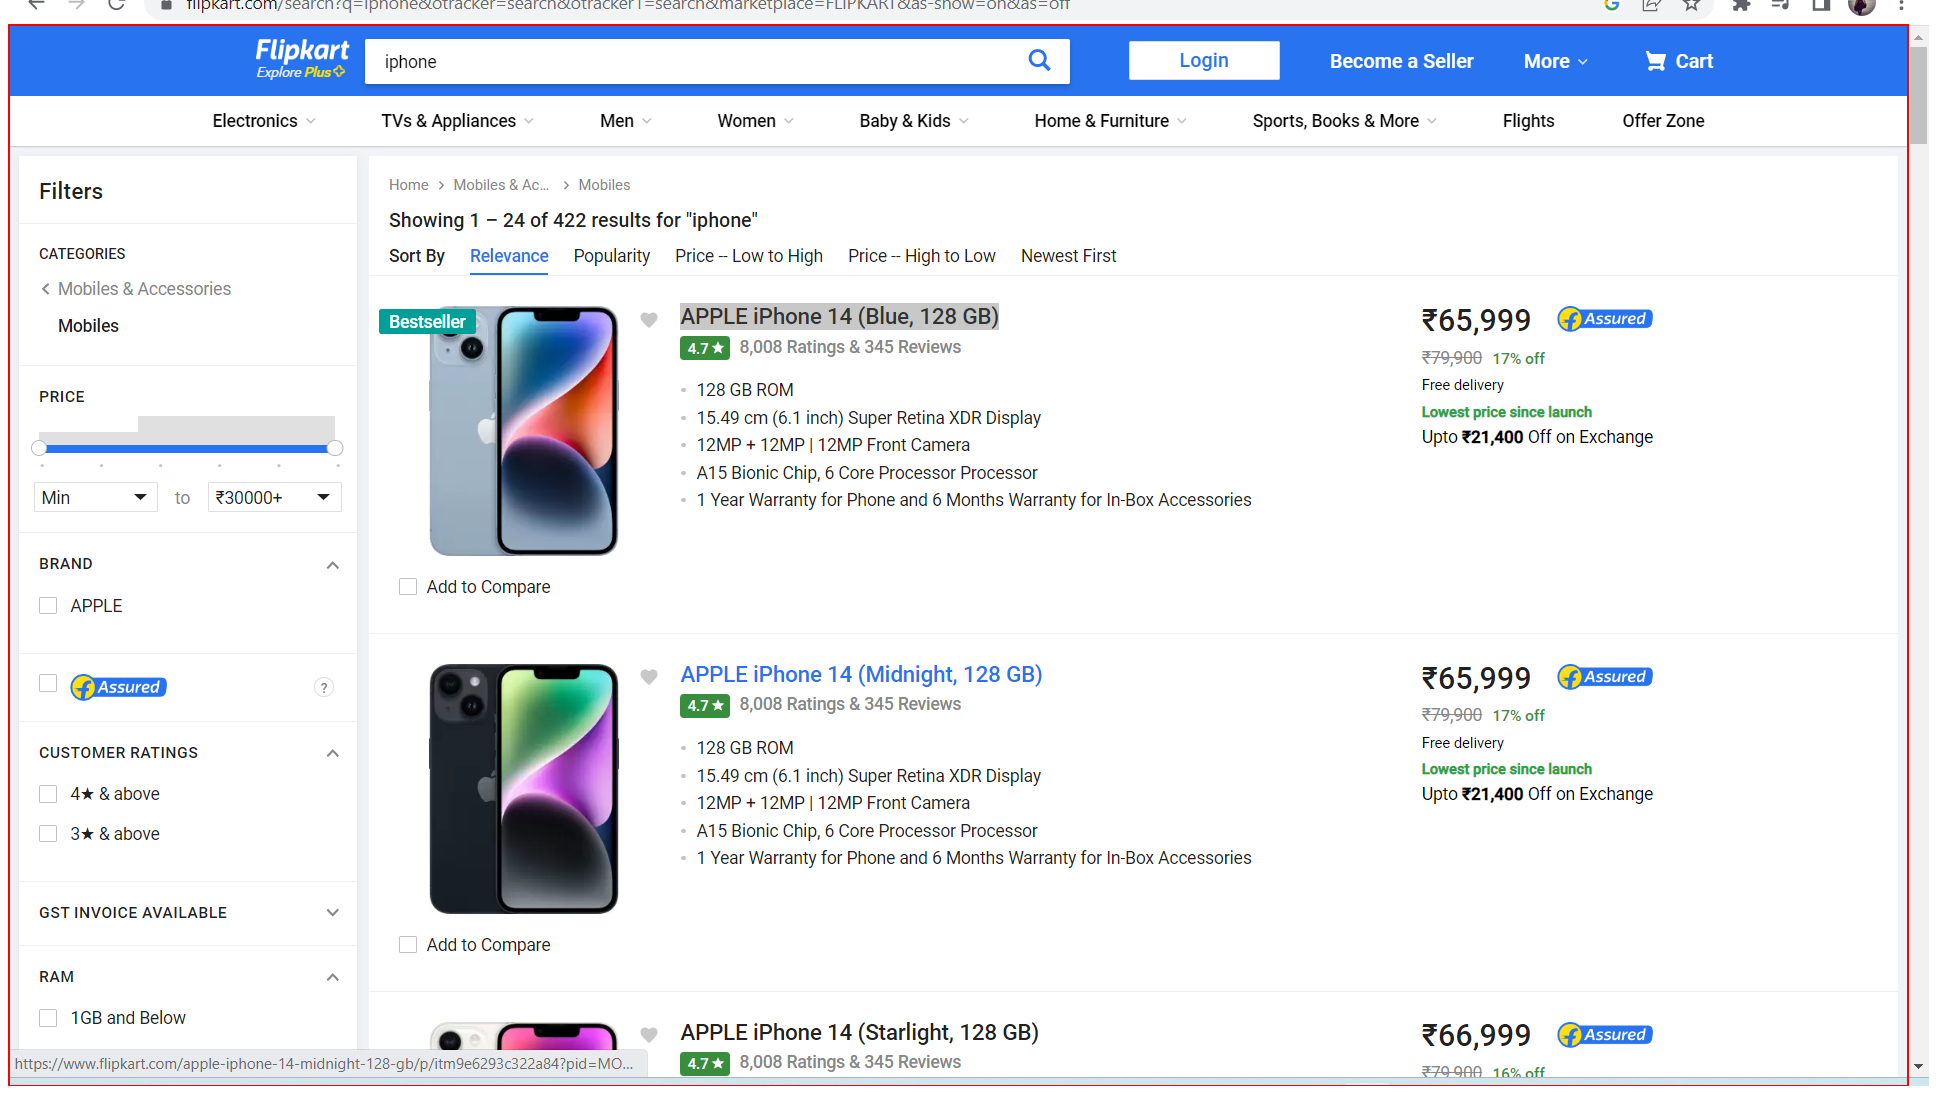 flipkart.com/search?q=iphone&otracker=search&otracker1=search&marketplace=FLIPKART&as-show=on&as=off
Flipkart
Explore Plus
iphone
Login
Become a Seller
More
Cart
Electronics
TVs & Appliances
Men
Women
Baby & Kids
Home & Furniture
Sports, Books & More
Flights
Offer Zone
Filters
CATEGORIES
Mobiles & Accessories
Mobiles
PRICE
Min
to
₹30000+
BRAND
APPLE
Assured
?
CUSTOMER RATINGS
4★ & above
3★ & above
GST INVOICE AVAILABLE
RAM
1GB and Below
Home > Mobiles & Ac... > Mobiles
Showing 1 – 24 of 422 results for "iphone"
Sort By Relevance Popularity Price -- Low to High Price -- High to Low Newest First
Bestseller
APPLE iPhone 14 (Blue, 128 GB)
4.7★ 8,008 Ratings & 345 Reviews
128 GB ROM
15.49 cm (6.1 inch) Super Retina XDR Display
12MP + 12MP | 12MP Front Camera
A15 Bionic Chip, 6 Core Processor Processor
1 Year Warranty for Phone and 6 Months Warranty for In-Box Accessories
₹65,999 Assured
₹79,900 17% off
Free delivery
Lowest price since launch
Upto ₹21,400 Off on Exchange
Add to Compare
APPLE iPhone 14 (Midnight, 128 GB)
4.7★ 8,008 Ratings & 345 Reviews
128 GB ROM
15.49 cm (6.1 inch) Super Retina XDR Display
12MP + 12MP | 12MP Front Camera
A15 Bionic Chip, 6 Core Processor Processor
1 Year Warranty for Phone and 6 Months Warranty for In-Box Accessories
₹65,999 Assured
₹79,900 17% off
Free delivery
Lowest price since launch
Upto ₹21,400 Off on Exchange
Add to Compare
APPLE iPhone 14 (Starlight, 128 GB)
4.7★ 8,008 Ratings & 345 Reviews
₹66,999 Assured
₹79,900 16% off
https://www.flipkart.com/apple-iphone-14-midnight-128-gb/p/itm9e6293c322a84?pid=MO...